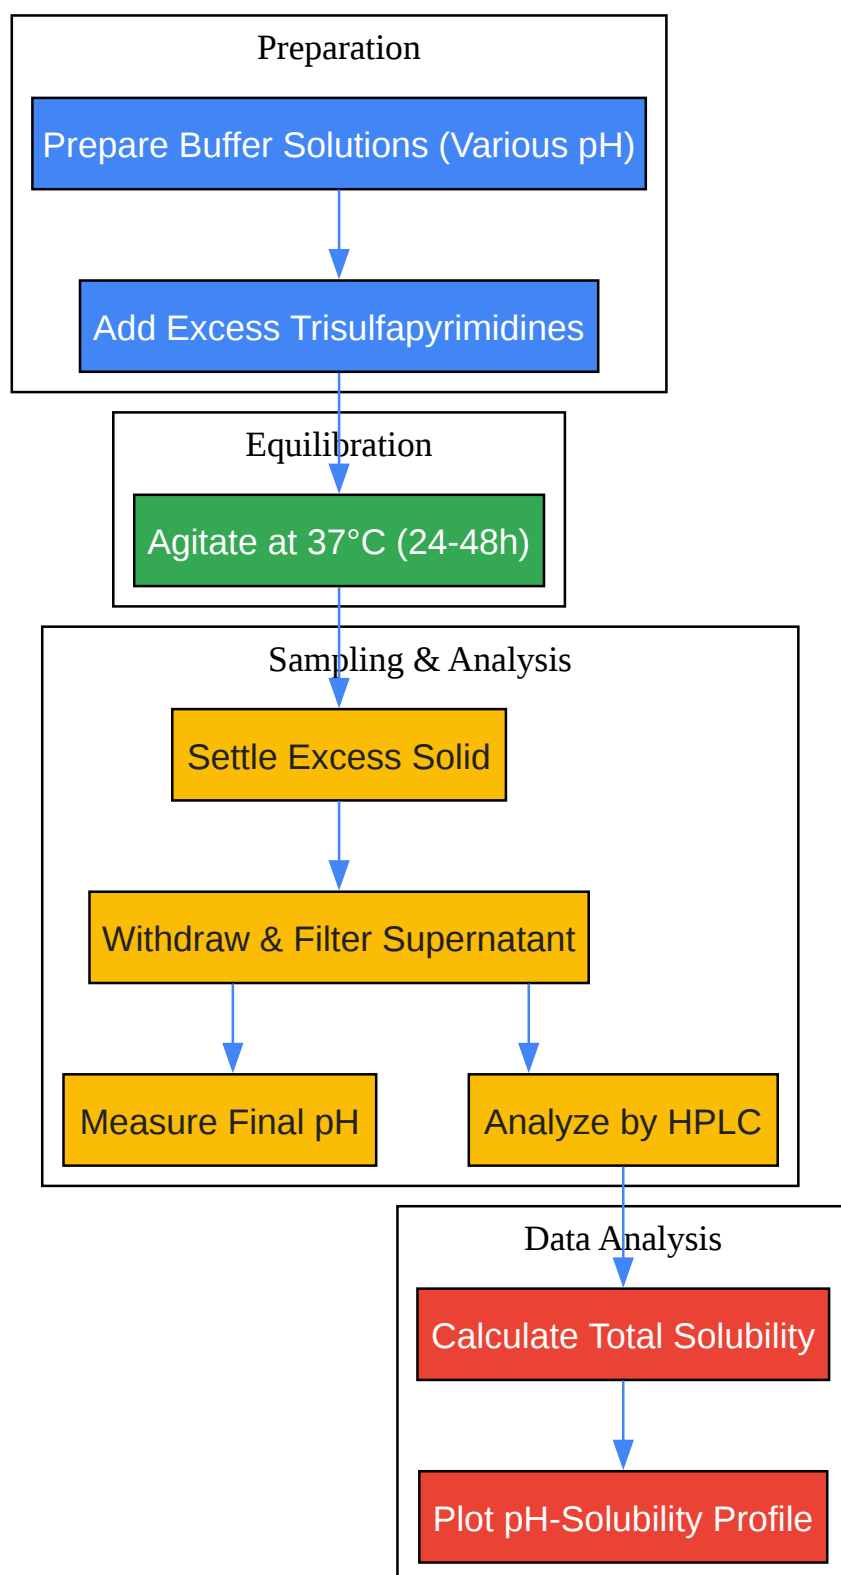 Preparation
Prepare Buffer Solutions (Various pH)
Add Excess Trisulfapyrimidines
Equilibration
Agitate at 37°C (24-48h)
Sampling & Analysis
Settle Excess Solid
Withdraw & Filter Supernatant
Measure Final pH
Analyze by HPLC
Data Analysis
Calculate Total Solubility
Plot pH-Solubility Profile